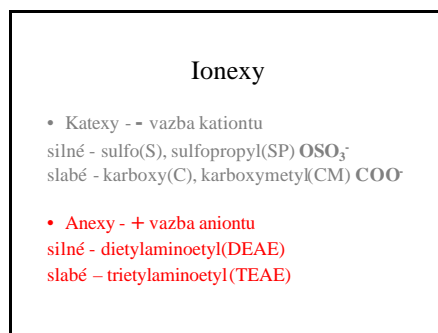 Ionexy
• Katexy - - vazba kationtu
silné - sulfo(S), sulfopropyl(SP) OSO₃⁻
slabé - karboxy(C), karboxymetyl(CM) COO⁻
• Anexy - + vazba aniontu
silné - dietylaminoetyl(DEAE)
slabé – trietylaminoetyl(TEAE)